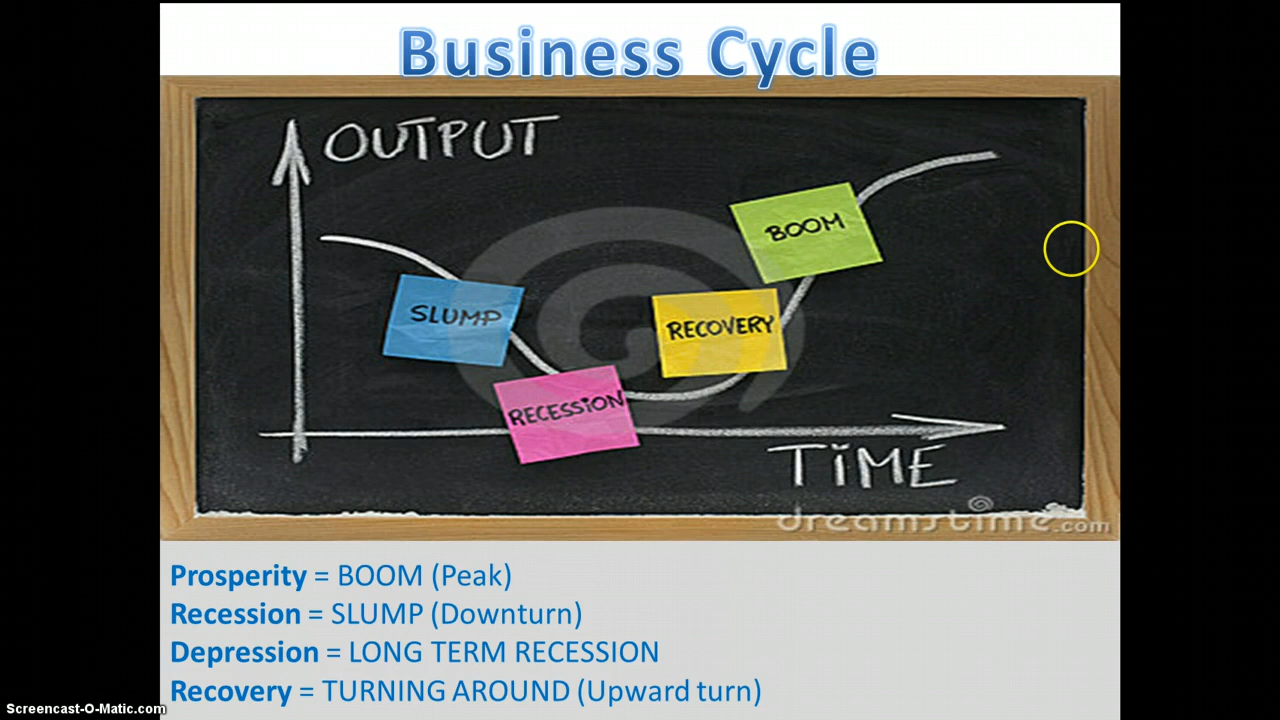 Business Cycle
OUTPUT
BOOM
SLUMP
RECOVERY
RECESSION
TIME
dreamstime.com
Prosperity = BOOM (Peak)
Recession = SLUMP (Downturn)
Depression = LONG TERM RECESSION
Recovery = TURNING AROUND (Upward turn)
Screencast-O-Matic.com